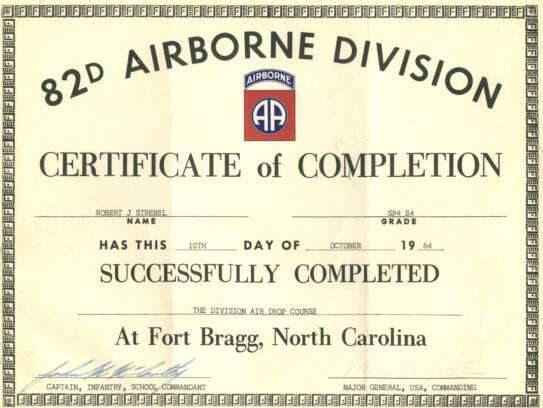 82D AIRBORNE DIVISION
AIRBORNE
AA
CERTIFICATE of COMPLETION
ROBERT J STREBEL SP4 E4
NAME GRADE
HAS THIS 10TH DAY OF OCTOBER 19 64
SUCCESSFULLY COMPLETED
THE DIVISION AIR DROP COURSE
At Fort Bragg, North Carolina
CAPTAIN, INFANTRY, SCHOOL COMMANDANT MAJOR GENERAL, USA, COMMANDING